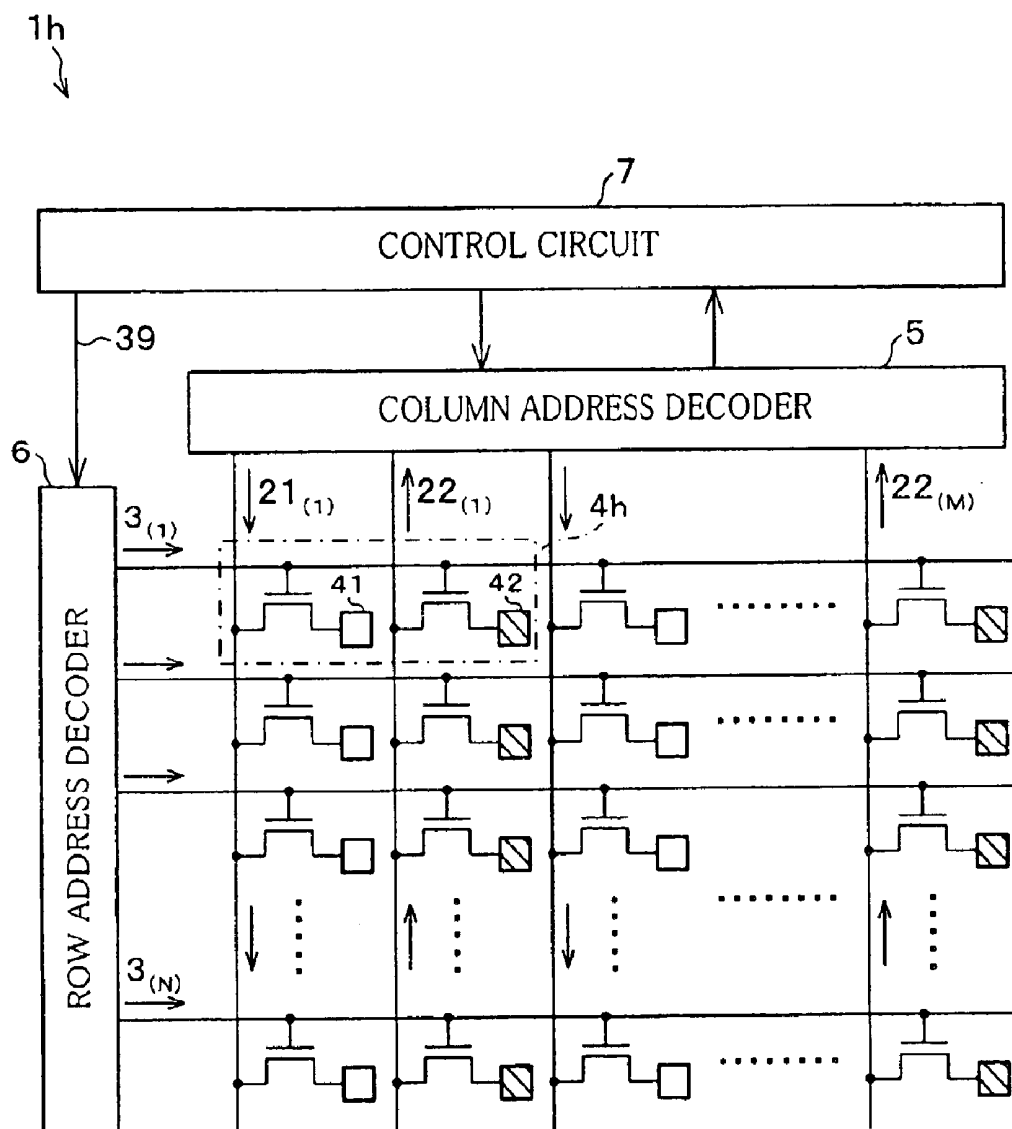 1h
7
CONTROL CIRCUIT
39
5
COLUMN ADDRESS DECODER
6
21(1)
22(1)
4h
22(M)
3(1)
41
42
ROW ADDRESS DECODER
3(N)